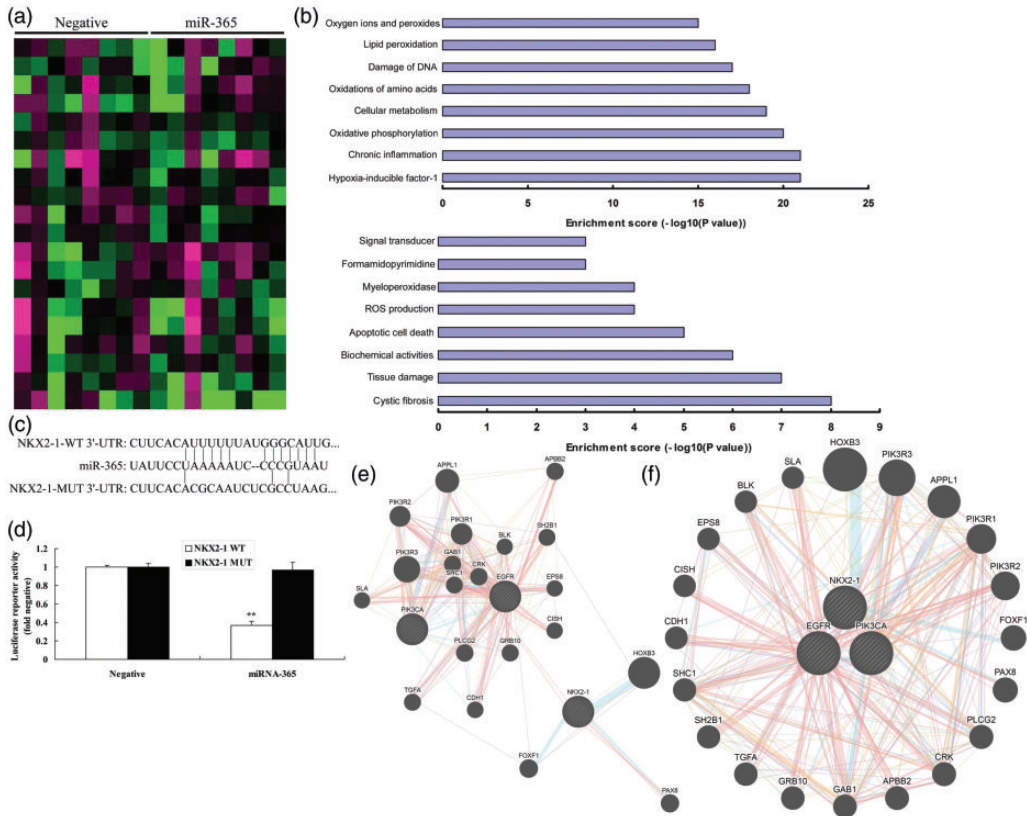 (a)
Negative miR-365
(b)
Oxygen ions and peroxides
Lipid peroxidation
Damage of DNA
Oxidations of amino acids
Cellular metabolism
Oxidative phosphorylation
Chronic inflammation
Hypoxia-inducible factor-1
0 5 10 15 20 25
Enrichment score (-log10(P value))
Signal transducer
Formamidopyrimidine
Myeloperoxidase
ROS production
Apoptotic cell death
Biochemical activities
Tissue damage
Cystic fibrosis
0 1 2 3 4 5 6 7 8 9
Enrichment score (-log10(P value))
(c)
NKX2-1-WT 3'-UTR: CUUCACAUUUUUUAUGGGCAUUG...
miR-365: UAUUCCUAAAAAUC--CCCGUAAU
NKX2-1-MUT 3'-UTR: CUUCACACGCAAUCUCGCCUAAG...
(d)
NKX2-1 WT
NKX2-1 MUT
Luciferase reporter activity
(fold negative)
1.2
1
0.8
0.6
0.4
0.2
0
**
Negative miRNA-365
(e)
APPL1
APBB2
PIK3R2
PIK3R1
BLK
SH2B1
PIK3R3
GAB1
CRK
SHC1
EGFR
EPS8
SLA
PIK3CA
CISH
PLCG2
GRB10
TGFA
CDH1
HOXB3
NKX2-1
FOXF1
PAX8
(f)
HOXB3
PIK3R3
SLA
APPL1
BLK
PIK3R1
EPS8
PIK3R2
CISH
NKX2-1
FOXF1
CDH1
EGFR
PIK3CA
SHC1
PAX8
SH2B1
PLCG2
TGFA
CRK
GRB10
GAB1
APBB2